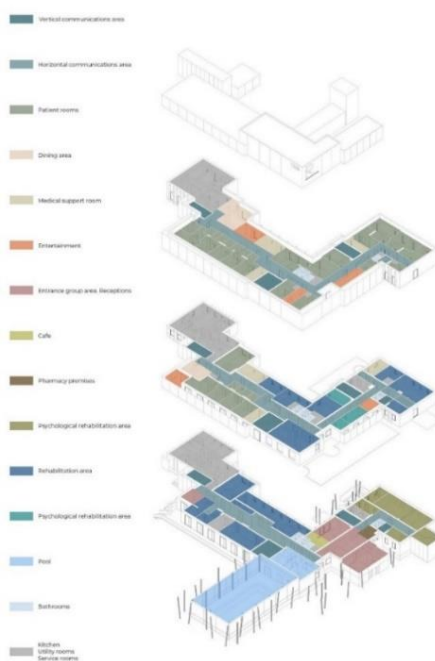 Vertical communications area
Horizontal communications area
Patient rooms
Dining area
Medical support room
Entertainment
Entrance group area. Receptions
Cafe
Pharmacy premises
Psychological rehabilitation area
Rehabilitation area
Psychological rehabilitation area
Pool
Bathrooms
Kitchen
Utility rooms
Service rooms